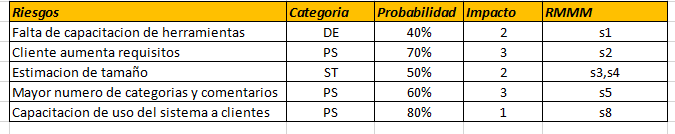 Riesgos Categoria Probabilidad Impacto RMMM
Falta de capacitacion de herramientas DE 40% 2 s1
Cliente aumenta requisitos PS 70% 3 s2
Estimacion de tamaño ST 50% 2 s3,s4
Mayor numero de categorias y comentarios PS 60% 3 s5
Capacitacion de uso del sistema a clientes PS 80% 1 s8